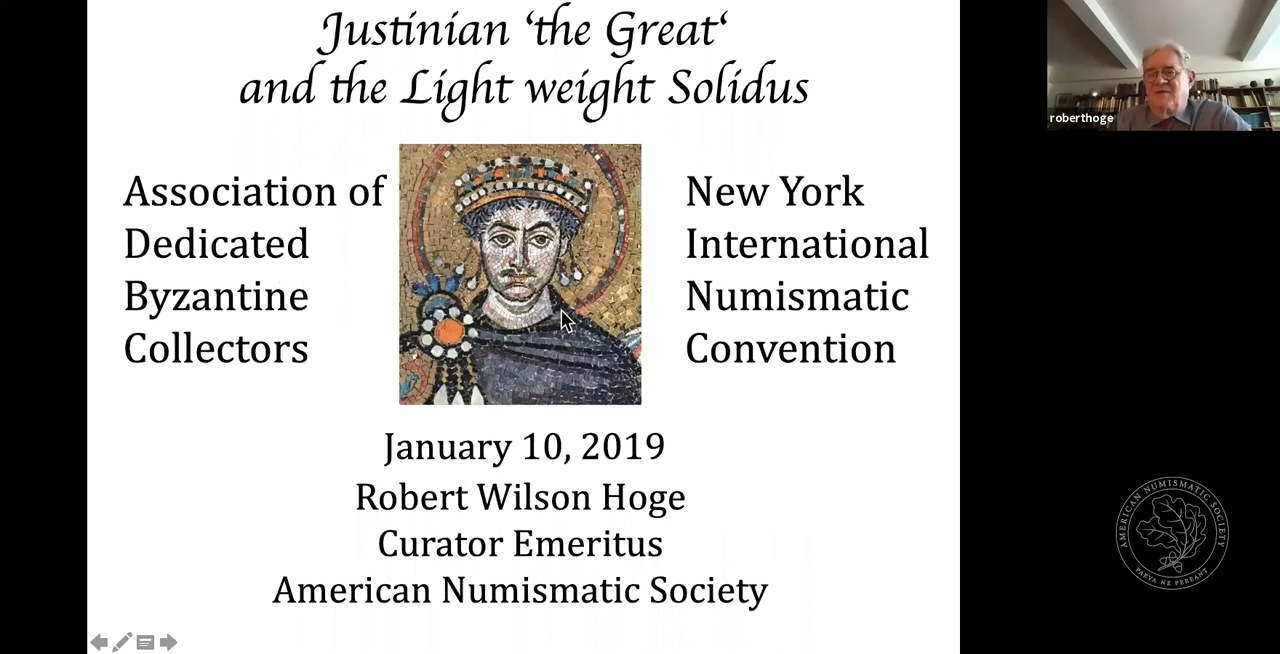 Justinian ‘the Great‘
and the Light weight Solidus
Association of
Dedicated
Byzantine
Collectors
New York
International
Numismatic
Convention
January 10, 2019
Robert Wilson Hoge
Curator Emeritus
American Numismatic Society
roberthoge
AMERICAN NUMISMATIC SOCIETY
PARVA NE PEREANT